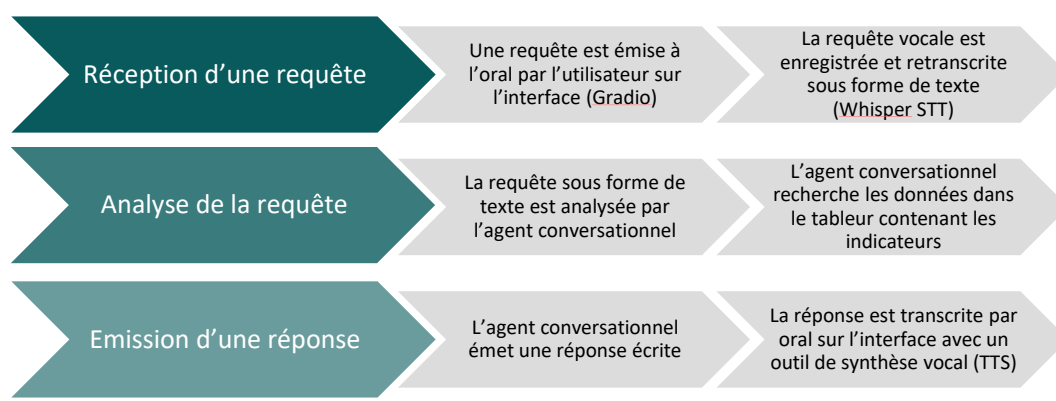 Réception d’une requête
Une requête est émise à
l’oral par l’utilisateur sur
l’interface (Gradio)
La requête vocale est
enregistrée et retranscrite
sous forme de texte
(Whisper STT)
Analyse de la requête
La requête sous forme de
texte est analysée par
l’agent conversationnel
L’agent conversationnel
recherche les données dans
le tableur contenant les
indicateurs
Emission d’une réponse
L’agent conversationnel
émet une réponse écrite
La réponse est transcrite par
oral sur l’interface avec un
outil de synthèse vocal (TTS)